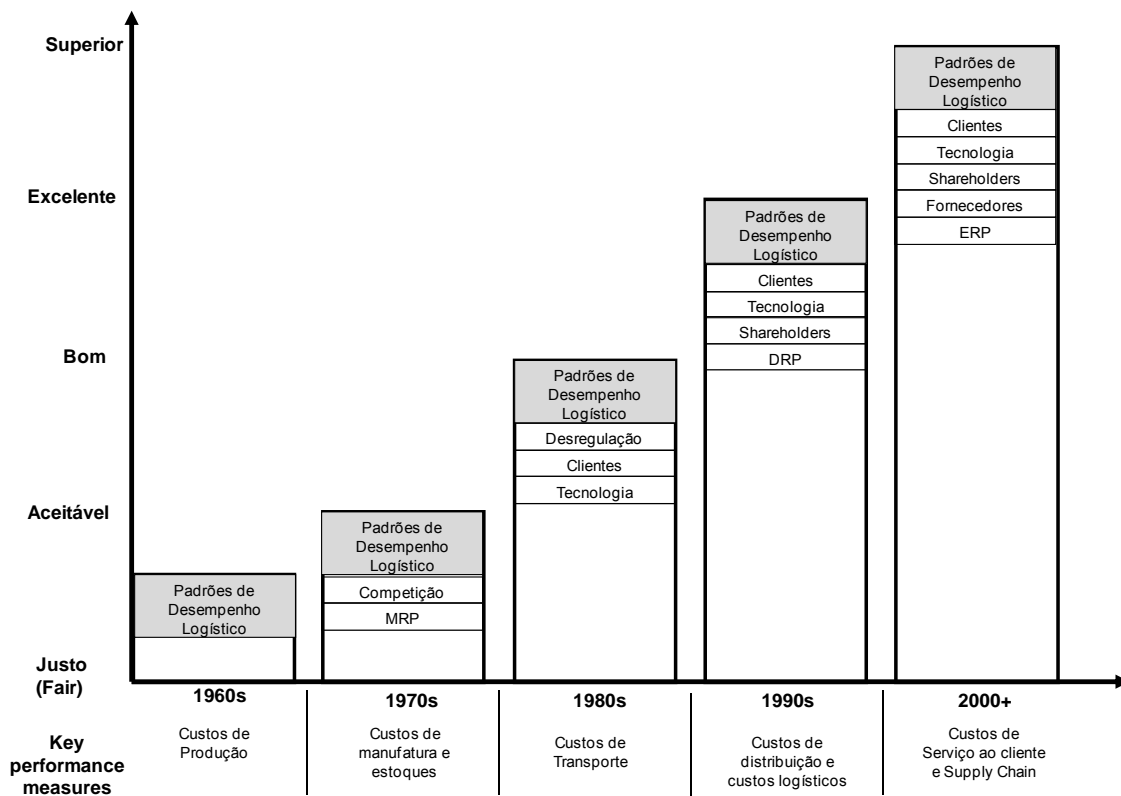 Superior
Excelente
Bom
Aceitável
Justo
(Fair)
Padrões de
Desempenho
Logístico
Padrões de
Desempenho
Logístico
Competição
MRP
Padrões de
Desempenho
Logístico
Desregulação
Clientes
Tecnologia
Padrões de
Desempenho
Logístico
Clientes
Tecnologia
Shareholders
DRP
Padrões de
Desempenho
Logístico
Clientes
Tecnologia
Shareholders
Fornecedores
ERP
1960s
1970s
1980s
1990s
2000+
Key
performance
measures
Custos de
Produção
Custos de
manufatura e
estoques
Custos de
Transporte
Custos de
distribuição e
custos logísticos
Custos de
Serviço ao cliente
e Supply Chain